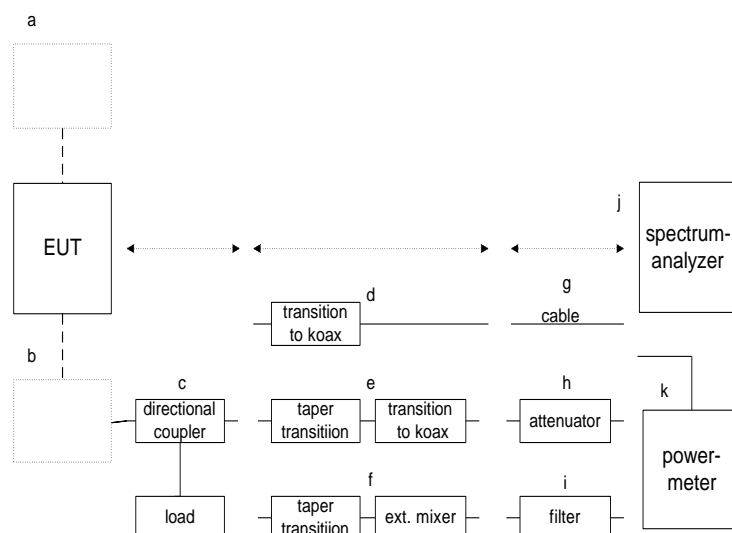 a
j
EUT
spectrum-
analyzer
d
g
transition
to koax
cable
b
c
e
h
k
directional
coupler
taper
transitiion
transition
to koax
attenuator
power-
meter
f
i
load
taper
transitiion
ext. mixer
filter